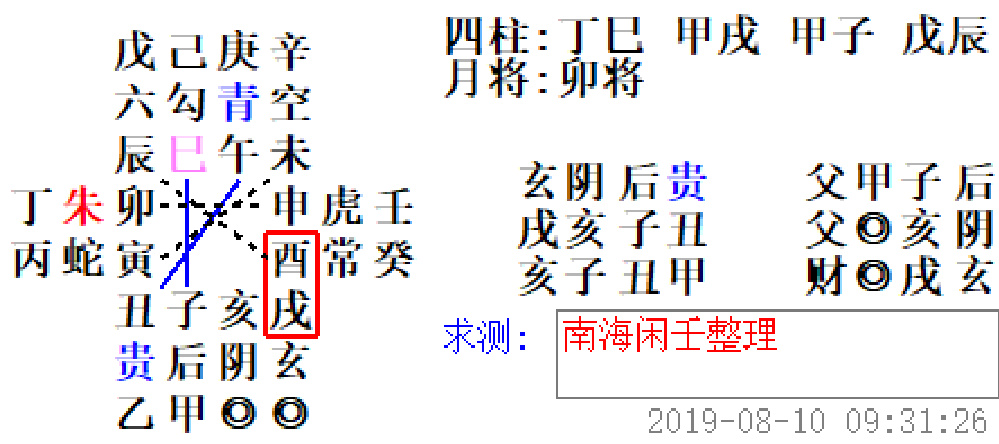 戊己庚辛
六勾青空
辰巳午未
丁朱卯 申虎壬
丙蛇寅 酉常癸
丑子亥戌
贵后阴玄
乙甲◎◎
四柱:丁巳 甲戌 甲子 戊辰
月将:卯将
玄阴后贵 父甲子后
戌亥子丑 父◎亥阴
亥子丑甲 财◎戌玄
求测: 南海闲壬整理
2019-08-10 09:31:26